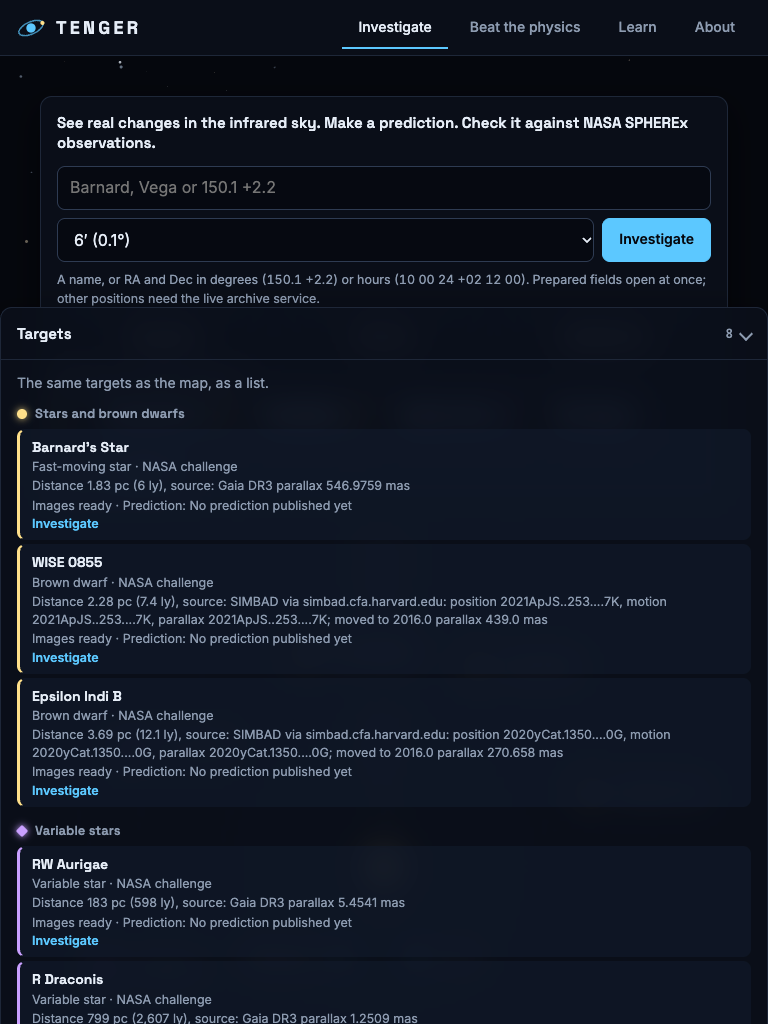 TENGER
Investigate
Beat the physics
Learn
About
See real changes in the infrared sky. Make a prediction. Check it against NASA SPHEREx
observations.
Barnard, Vega or 150.1 +2.2
6′ (0.1°)
Investigate
A name, or RA and Dec in degrees (150.1 +2.2) or hours (10 00 24 +02 12 00). Prepared fields open at once;
other positions need the live archive service.
Targets
8
The same targets as the map, as a list.
Stars and brown dwarfs
Barnard's Star
Fast-moving star · NASA challenge
Distance 1.83 pc (6 ly), source: Gaia DR3 parallax 546.9759 mas
Images ready · Prediction: No prediction published yet
Investigate
WISE 0855
Brown dwarf · NASA challenge
Distance 2.28 pc (7.4 ly), source: SIMBAD via simbad.cfa.harvard.edu: position 2021ApJS..253....7K, motion
2021ApJS..253....7K, parallax 2021ApJS..253....7K; moved to 2016.0 parallax 439.0 mas
Images ready · Prediction: No prediction published yet
Investigate
Epsilon Indi B
Brown dwarf · NASA challenge
Distance 3.69 pc (12.1 ly), source: SIMBAD via simbad.cfa.harvard.edu: position 2020yCat.1350....0G, motion
2020yCat.1350....0G, parallax 2020yCat.1350....0G; moved to 2016.0 parallax 270.658 mas
Images ready · Prediction: No prediction published yet
Investigate
Variable stars
RW Aurigae
Variable star · NASA challenge
Distance 183 pc (598 ly), source: Gaia DR3 parallax 5.4541 mas
Images ready · Prediction: No prediction published yet
Investigate
R Draconis
Variable star · NASA challenge
Distance 799 pc (2,607 ly), source: Gaia DR3 parallax 1.2509 mas